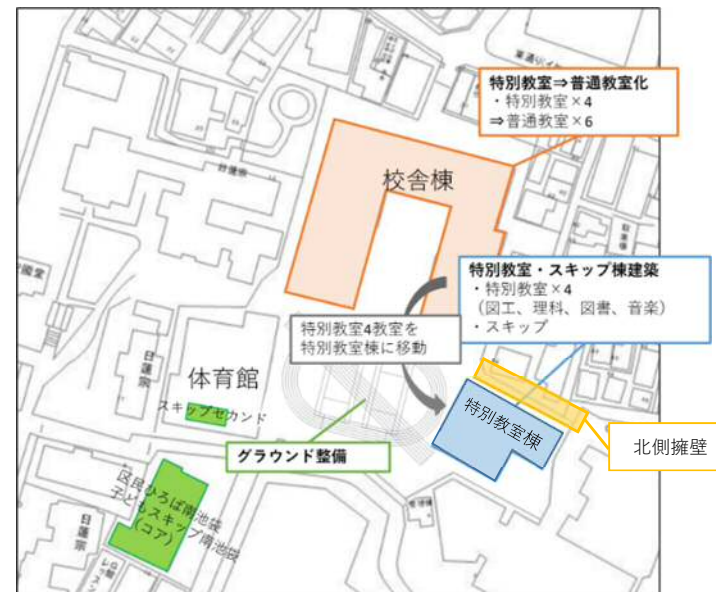 特別教室⇒普通教室化
・特別教室×4
⇒普通教室×6
校舎棟
日蓮宗
特別教室・スキップ棟建築
・特別教室×4
（図工、理科、図書、音楽）
・スキップ
特別教室4教室を
特別教室棟に移動
日蓮宗
体育館
スキップセカンド
特別教室棟
北側擁壁
グラウンド整備
区民ひろば南池袋
子どもスキップ南池袋
（コア）
日蓮宗